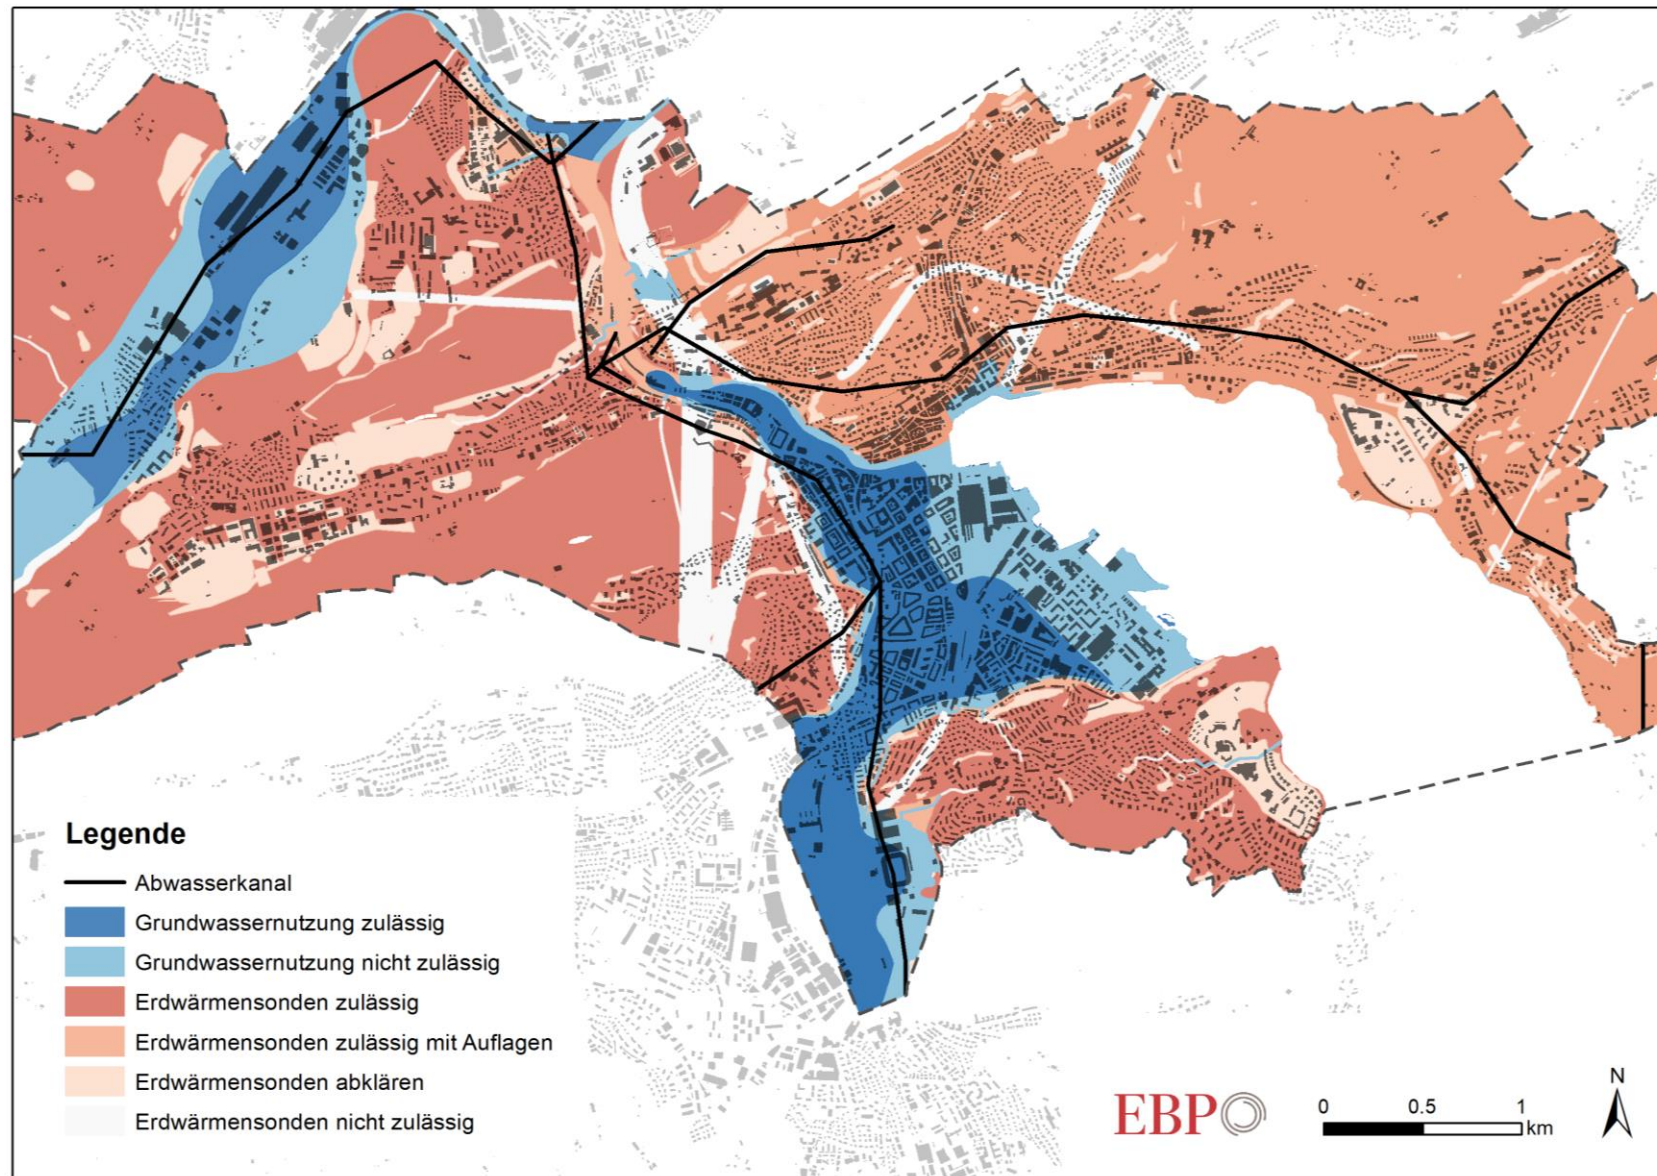 Legende
Abwasserkanal
Grundwassernutzung zulässig
Grundwassernutzung nicht zulässig
Erdwärmensonden zulässig
Erdwärmensonden zulässig mit Auflagen
Erdwärmensonden abklären
Erdwärmensonden nicht zulässig
EBP
0 0.5 1
km
N